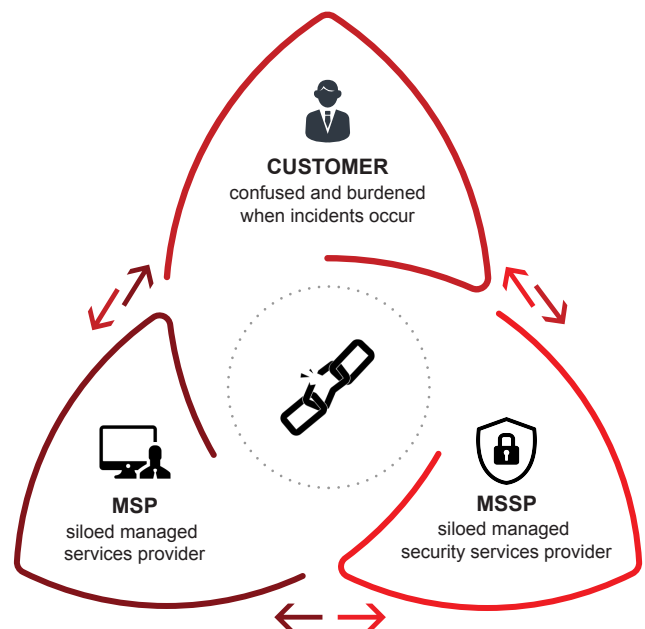 CUSTOMER
confused and burdened
when incidents occur
MSP
siloed managed
services provider
MSSP
siloed managed
security services provider